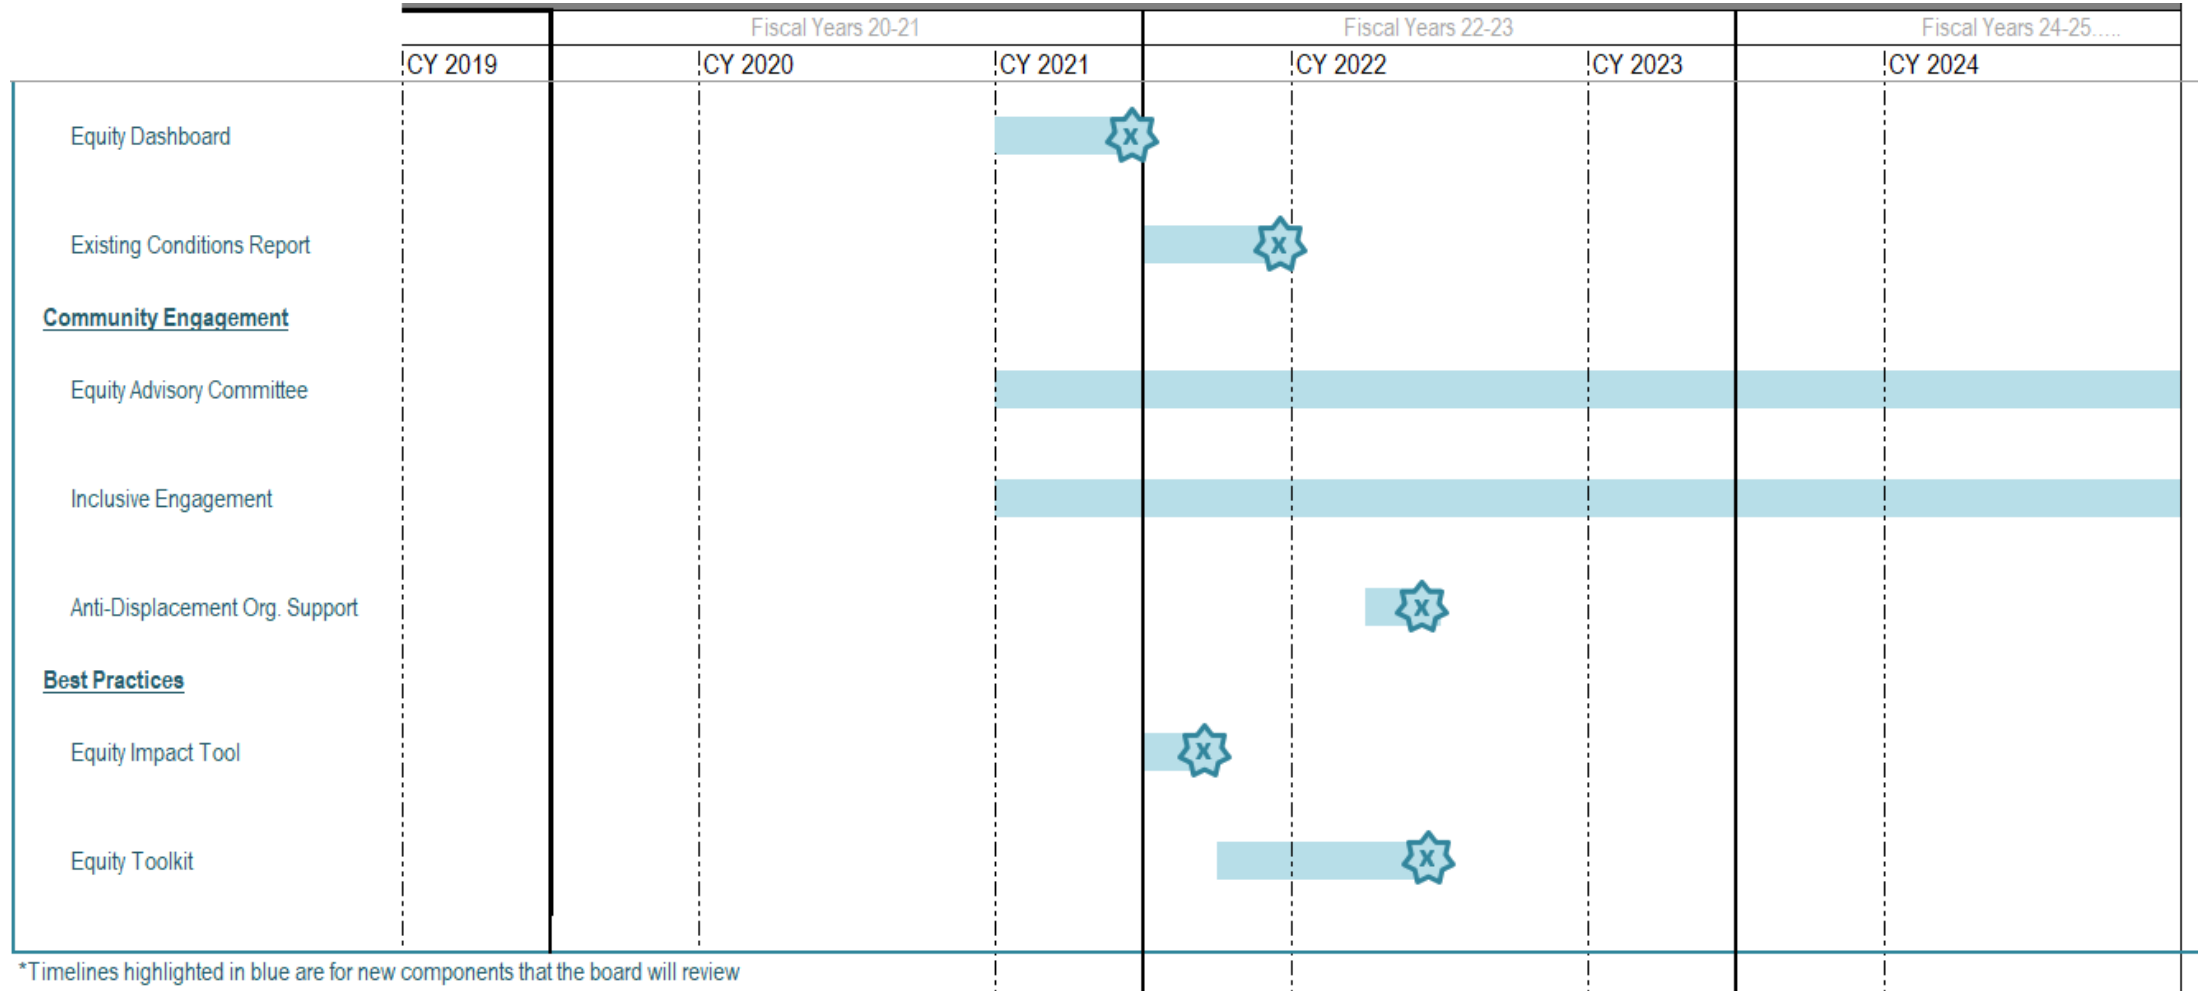 Fiscal Years 20-21 Fiscal Years 22-23 Fiscal Years 24-25.....
CY 2019 CY 2020 CY 2021 CY 2022 CY 2023 CY 2024
Equity Dashboard X
Existing Conditions Report X
Community Engagement
Equity Advisory Committee
Inclusive Engagement
Anti-Displacement Org. Support X
Best Practices
Equity Impact Tool X
Equity Toolkit X
*Timelines highlighted in blue are for new components that the board will review